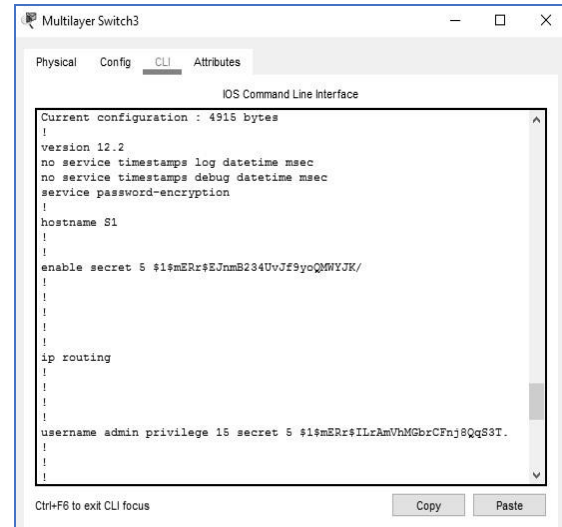 Multilayer Switch3
Physical Config CLI Attributes
IOS Command Line Interface
Current configuration : 4915 bytes
!
version 12.2
no service timestamps log datetime msec
no service timestamps debug datetime msec
service password-encryption
!
hostname S1
!
!
enable secret 5 $1$mERr$EJnmB234UvJf9yoQMWYJK/
!
!
!
!
!
ip routing
!
!
!
!
username admin privilege 15 secret 5 $1$mERr$ILrAmVhMGbrCFnj8QqS3T.
!
!
!
Ctrl+F6 to exit CLI focus
Copy Paste